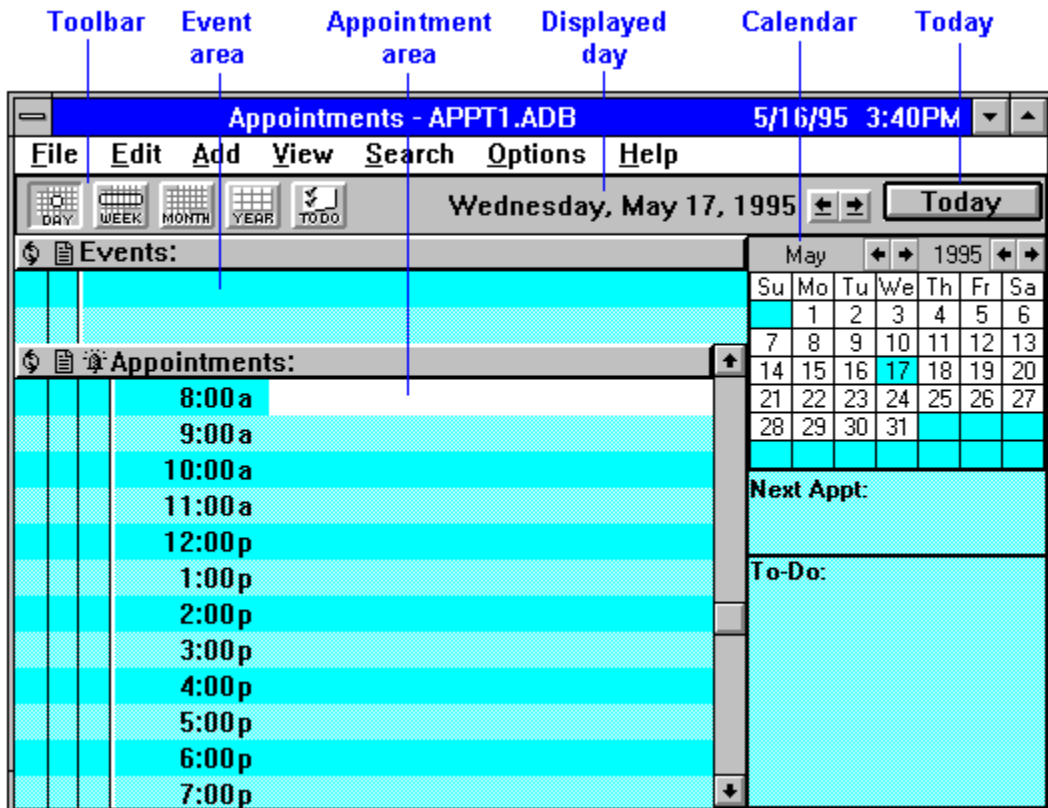 Toolbar Event area Appointment area Displayed day Calendar Today
Appointments - APPT1.ADB 5/16/95 3:40PM
File Edit Add View Search Options Help
DAY WEEK MONTH YEAR TODO Wednesday, May 17, 1995 Today
Events:
May 1995
Su Mo Tu We Th Fr Sa
1 2 3 4 5 6
7 8 9 10 11 12 13
14 15 16 17 18 19 20
21 22 23 24 25 26 27
28 29 30 31
Appointments:
8:00a
9:00a
10:00a
11:00a
12:00p
1:00p
2:00p
3:00p
4:00p
5:00p
6:00p
7:00p
Next Appt:
To-Do: